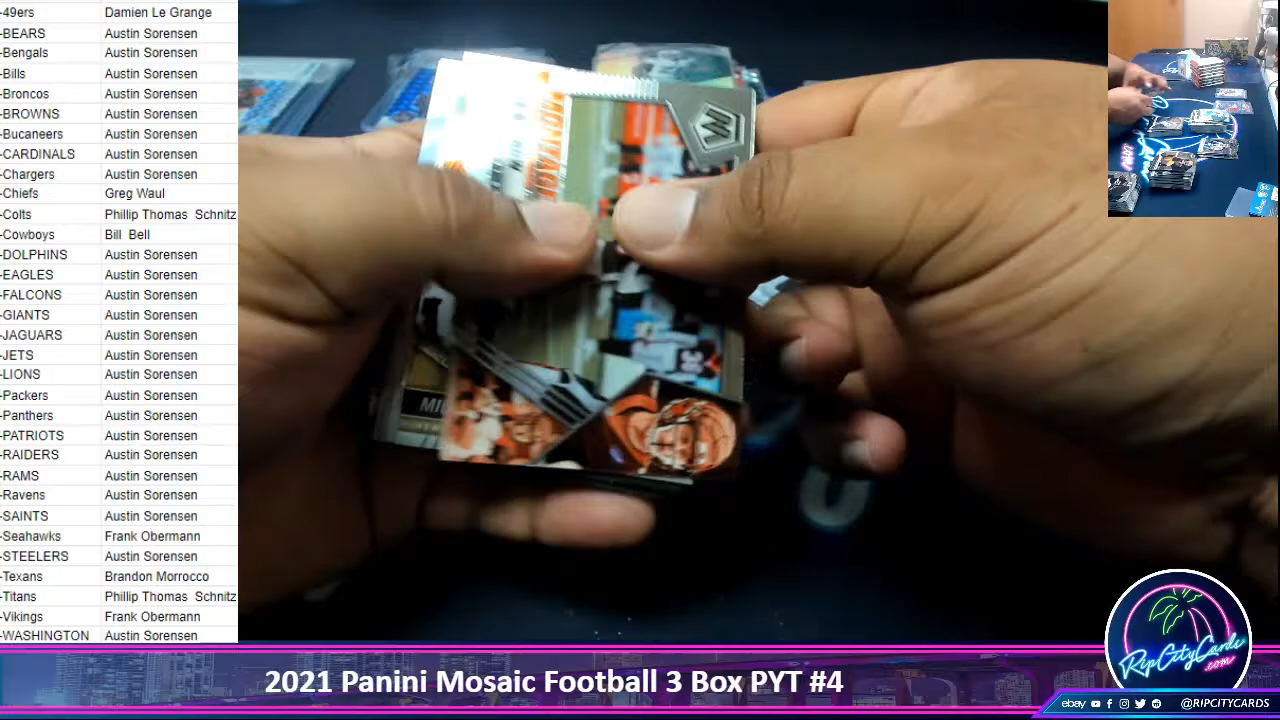 -49ers Damien Le Grange
-BEARS Austin Sorensen
-Bengals Austin Sorensen
-Bills Austin Sorensen
-Broncos Austin Sorensen
-BROWNS Austin Sorensen
-Bucaneers Austin Sorensen
-CARDINALS Austin Sorensen
-Chargers Austin Sorensen
-Chiefs Greg Waul
-Colts Phillip Thomas Schnitz
-Cowboys Bill Bell
-DOLPHINS Austin Sorensen
-EAGLES Austin Sorensen
-FALCONS Austin Sorensen
-GIANTS Austin Sorensen
-JAGUARS Austin Sorensen
-JETS Austin Sorensen
-LIONS Austin Sorensen
-Packers Austin Sorensen
-Panthers Austin Sorensen
-PATRIOTS Austin Sorensen
-RAIDERS Austin Sorensen
-RAMS Austin Sorensen
-Ravens Austin Sorensen
-SAINTS Austin Sorensen
-Seahawks Frank Obermann
-STEELERS Austin Sorensen
-Texans Brandon Morrocco
-Titans Phillip Thomas Schnitz
-Vikings Frank Obermann
-WASHINGTON Austin Sorensen
MONTAGE
2021 Panini Mosaic Football 3 Box PYT #4
RipCityCards
.com
ebay @RIPCITYCARDS